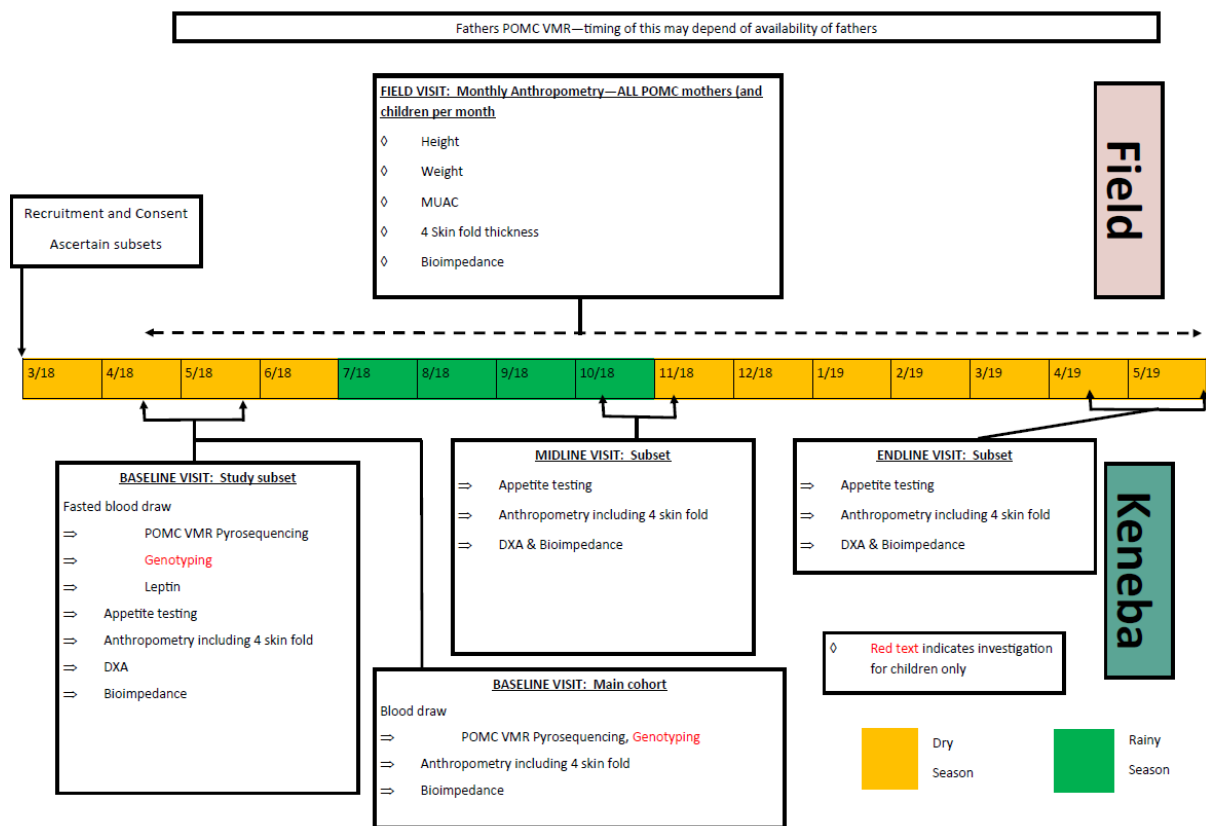 Fathers POMC VMR—timing of this may depend of availability of fathers
FIELD VISIT: Monthly Anthropometry—ALL POMC mothers (and
children per month
◊ Height
◊ Weight
◊ MUAC
◊ 4 Skin fold thickness
◊ Bioimpedance
Field
Recruitment and Consent
Ascertain subsets
3/18 4/18 5/18 6/18 7/18 8/18 9/18 10/18 11/18 12/18 1/19 2/19 3/19 4/19 5/19
BASELINE VISIT: Study subset
Fasted blood draw
⇒ POMC VMR Pyrosequencing
⇒ Genotyping
⇒ Leptin
⇒ Appetite testing
⇒ Anthropometry including 4 skin fold
⇒ DXA
⇒ Bioimpedance
MIDLINE VISIT: Subset
⇒ Appetite testing
⇒ Anthropometry including 4 skin fold
⇒ DXA & Bioimpedance
ENDLINE VISIT: Subset
⇒ Appetite testing
⇒ Anthropometry including 4 skin fold
⇒ DXA & Bioimpedance
Keneba
BASELINE VISIT: Main cohort
Blood draw
⇒ POMC VMR Pyrosequencing, Genotyping
⇒ Anthropometry including 4 skin fold
⇒ Bioimpedance
◊ Red text indicates investigation
for children only
Dry
Season
Rainy
Season